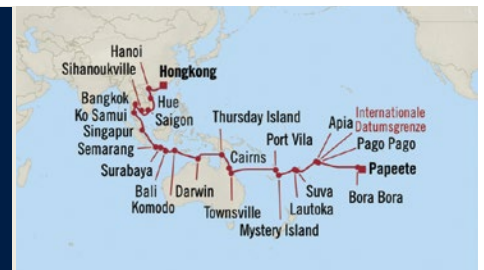 Hanoi
Sihanoukville
Hongkong
Bangkok
Hue
Ko Samui
Saigon
Singapur
Semarang
Surabaya
Bali
Komodo
Darwin
Thursday Island
Cairns
Townsville
Port Vila
Mystery Island
Suva
Lautoka
Apia
Internationale
Datumsgrenze
Pago Pago
Papeete
Bora Bora